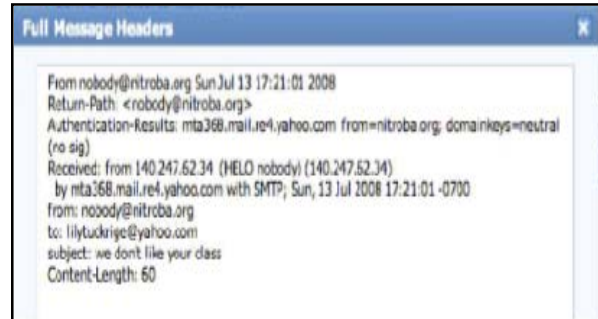 Full Message Headers
From nobody@nitroba.org Sun Jul 13 17:21:01 2008
Return-Path: <nobody@nitroba.org>
Authentication-Results: mta368.mail.re4.yahoo.com from=nitroba.org; domainkeys=neutral
(no sig)
Received: from 140.247.62.34 (HELO nobody) (140.247.62.34)
by mta368.mail.re4.yahoo.com with SMTP; Sun, 13 Jul 2008 17:21:01 -0700
from: nobody@nitroba.org
to: lilytuckrige@yahoo.com
subject: we don't like your class
Content-Length: 60